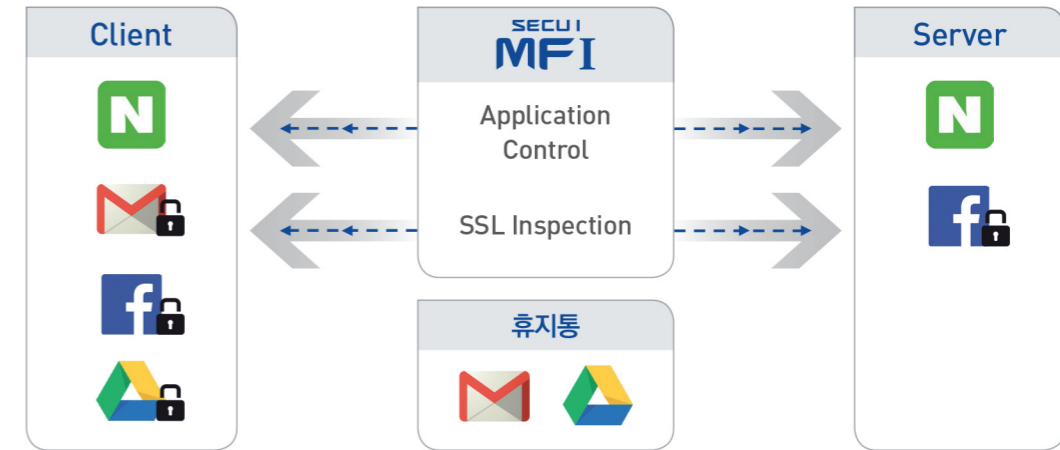 Client
N
f
SECUI
MFI
Application
Control
SSL Inspection
휴지통
Server
N
f